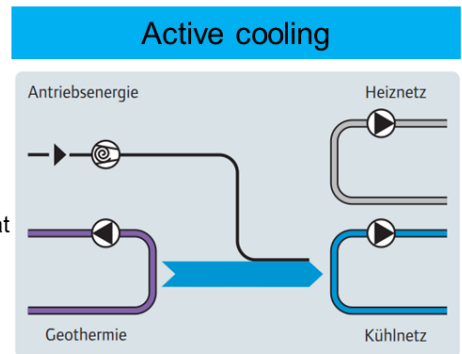 Active cooling
Antriebsenergie
Heiznetz
Geothermie
Kühlnetz